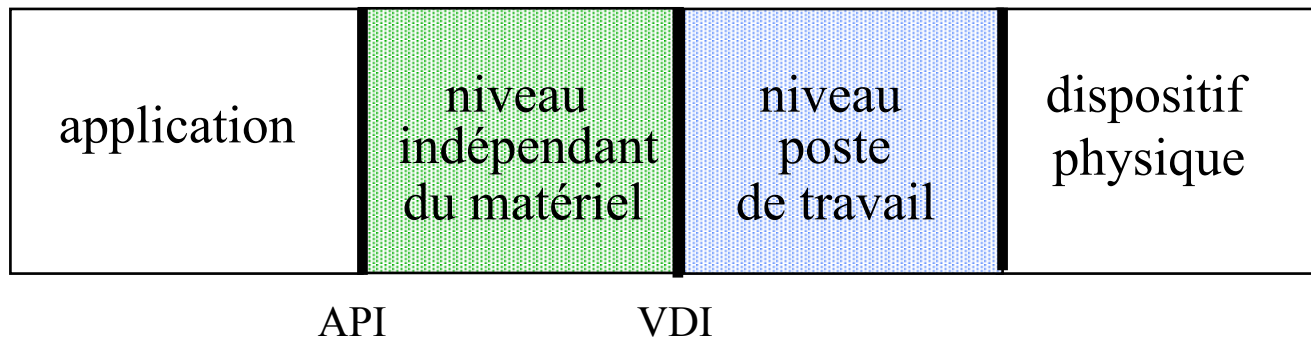 application
niveau
indépendant
du matériel
niveau
poste
de travail
dispositif
physique
API
VDI